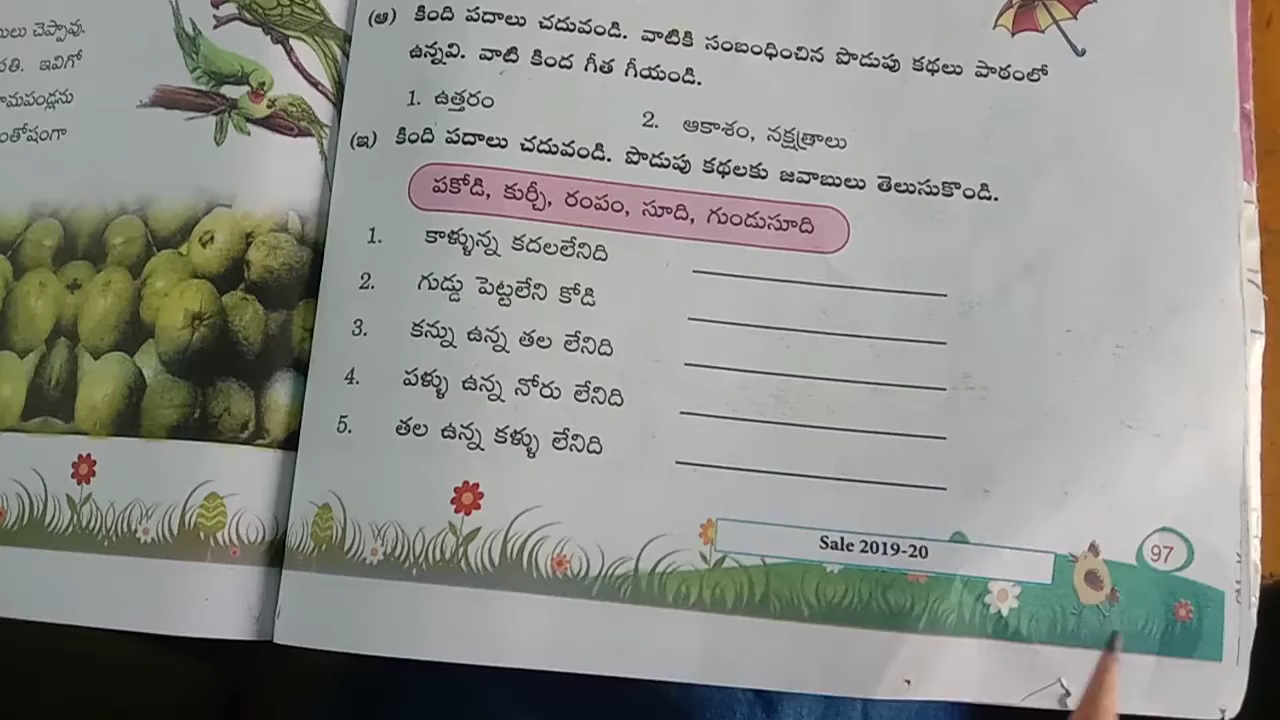 చెప్పావు.
ఇవిగో
(ఆ) కింది పదాలు చదువండి. వాటికి సంబంధించిన పొడుపు కథలు పాఠంలో
ఉన్నవి. వాటి కింద గీత గీయండి.
1. ఉత్తరం
2. ఆకాశం, నక్షత్రాలు
(ఇ) కింది పదాలు చదువండి. పొడుపు కథలకు జవాబులు తెలుసుకొండి.
పకోడి, కుర్చీ, రంపం, సూది, గుండుసూది
1. కాళ్ళున్న కదలలేనిది
2. గుడ్డు పెట్టలేని కోడి
3. కన్ను ఉన్న తల లేనిది
4. పళ్ళు ఉన్న నోరు లేనిది
5. తల ఉన్న కళ్ళు లేనిది
Sale 2019-20
97